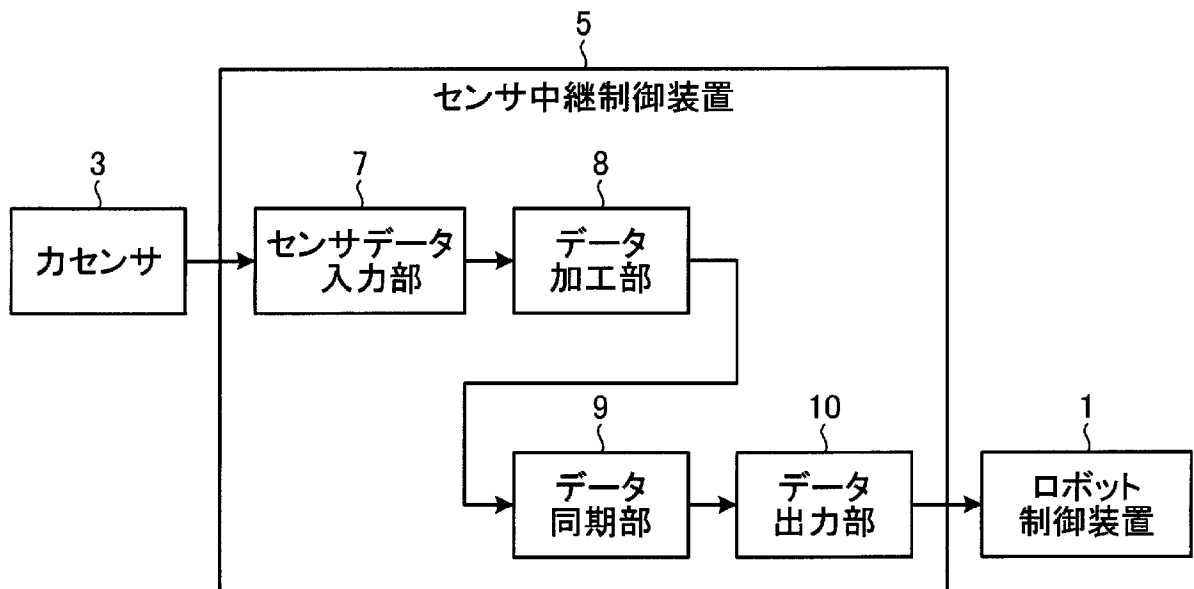 5
センサ中継制御装置
3
7
8
力センサ
センサデータ
入力部
データ
加工部
9
10
1
データ
同期部
データ
出力部
ロボット
制御装置